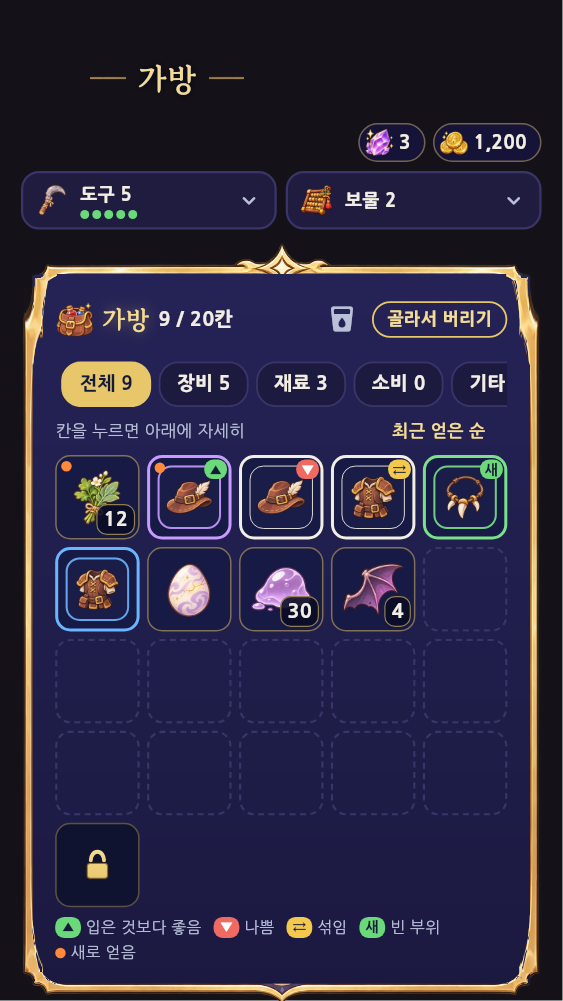 가방
3
1,200
도구 5
보물 2
가방 9 / 20칸
골라서 버리기
전체 9
장비 5
재료 3
소비 0
기타
칸을 누르면 아래에 자세히
최근 얻은 순
새
12
30
4
입은 것보다 좋음
나쁨
섞임
새 빈 부위
새로 얻음